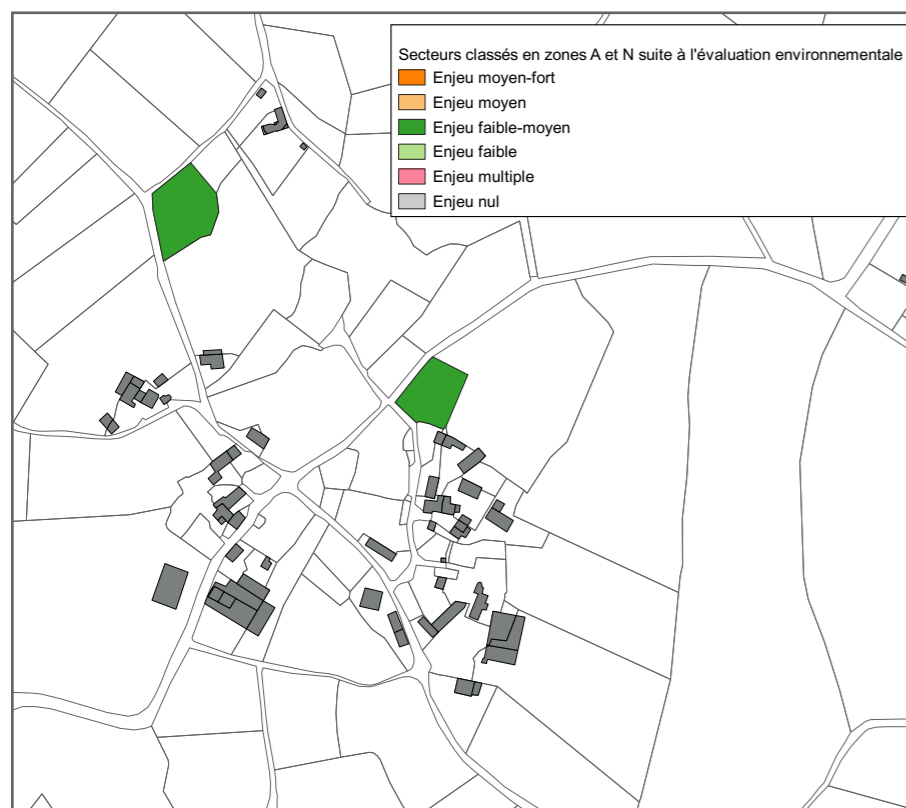 Secteurs classés en zones A et N suite à l'évaluation environnementale
Enjeu moyen-fort
Enjeu moyen
Enjeu faible-moyen
Enjeu faible
Enjeu multiple
Enjeu nul